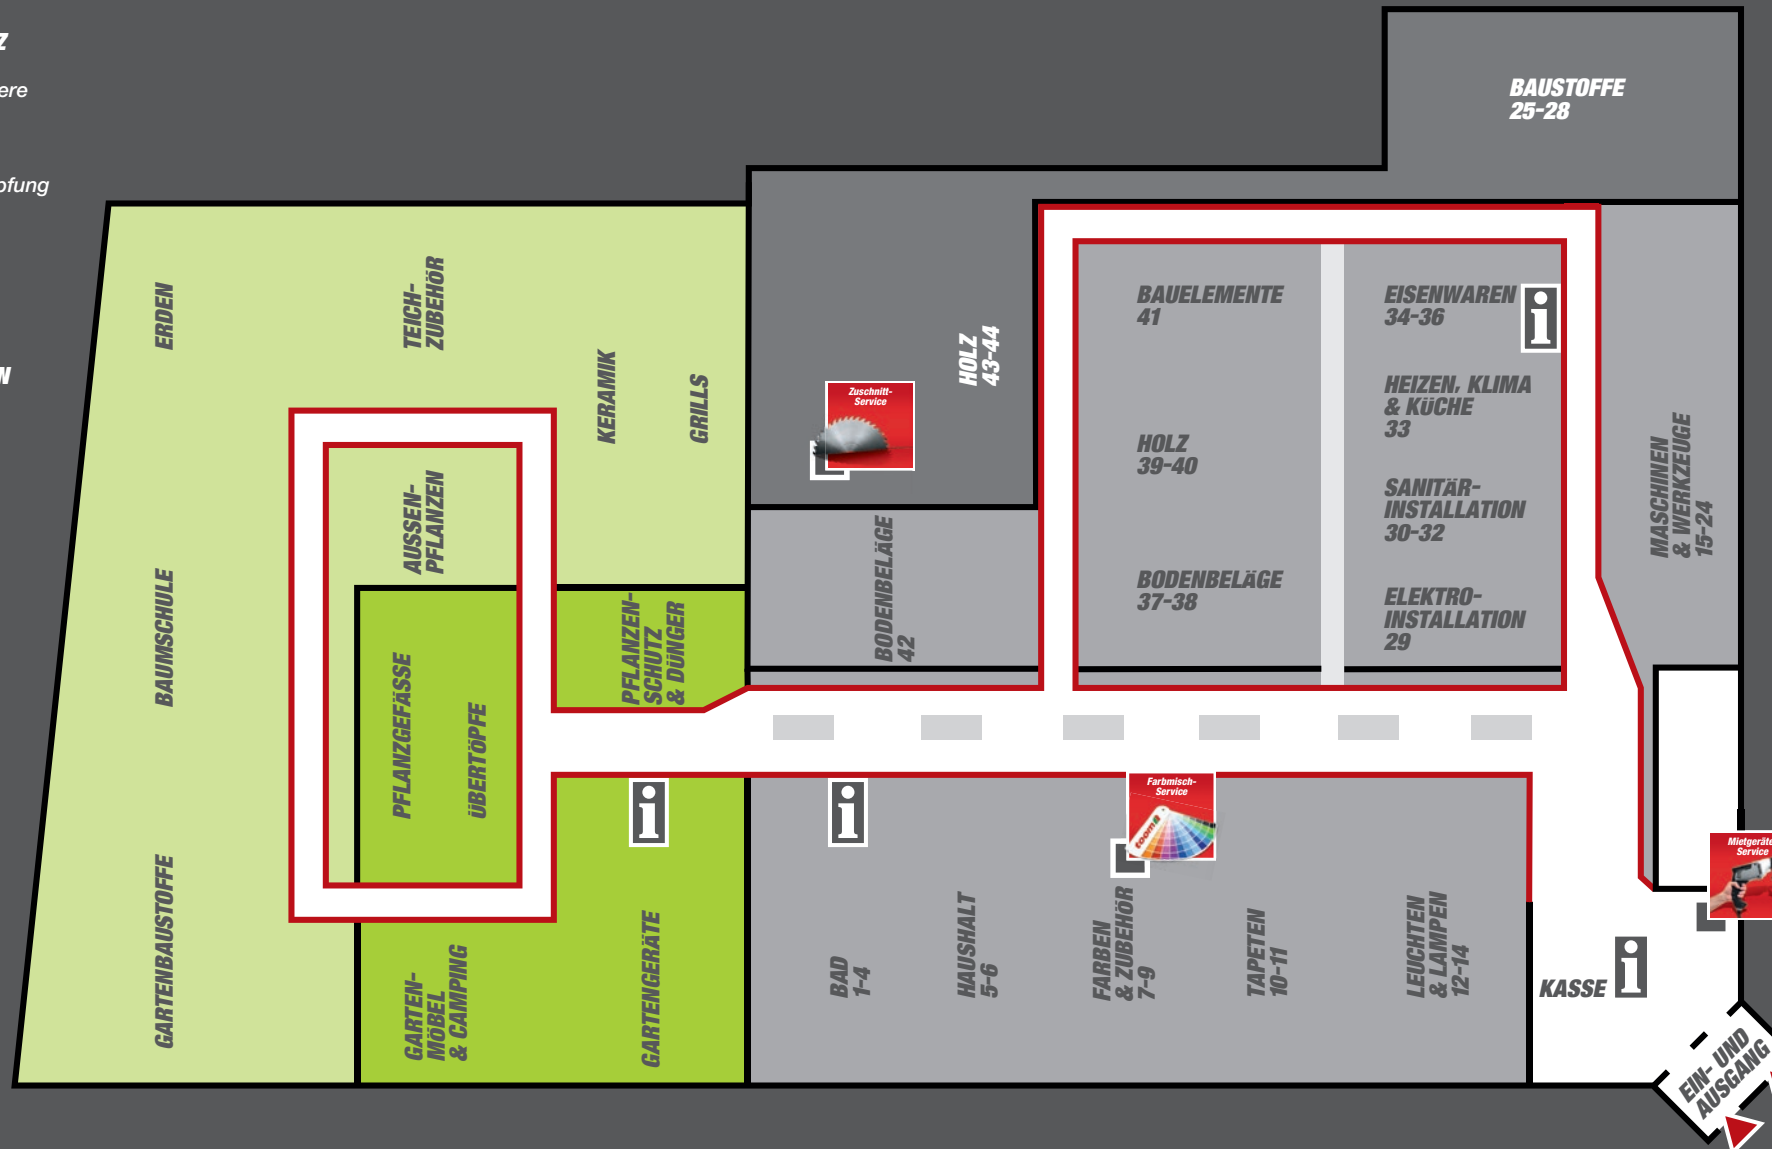 Z
ere
pfung
N
BAUSTOFFE
25-28
ERDEN
TEICH-
ZUBEHÖR
KERAMIK
GRILLS
HOLZ
43-44
Zuschnitt-
Service
BAUELEMENTE
41
EISENWAREN
34-36
i
HEIZEN, KLIMA
& KÜCHE
33
HOLZ
39-40
SANITÄR-
INSTALLATION
30-32
BODENBELÄGE
37-38
ELEKTRO-
INSTALLATION
29
MASCHINEN
& WERKZEUGE
15-24
AUSSEN-
PFLANZEN
BODENBELÄGE
42
BAUMSCHULE
PFLANZEN-
SCHUTZ
& DÜNGER
PFLANZGEFÄSSE
ÜBERTÖPFE
i
i
Farbmisch-
Service
toom
Mietgeräte
Service
GARTENBAUSTOFFE
GARTEN-
MÖBEL
& CAMPING
GARTENGERÄTE
BAD
1-4
HAUSHALT
5-6
FARBEN
& ZUBEHÖR
7-9
TAPETEN
10-11
LEUCHTEN
& LAMPEN
12-14
KASSE
i
EIN- UND
AUSGANG